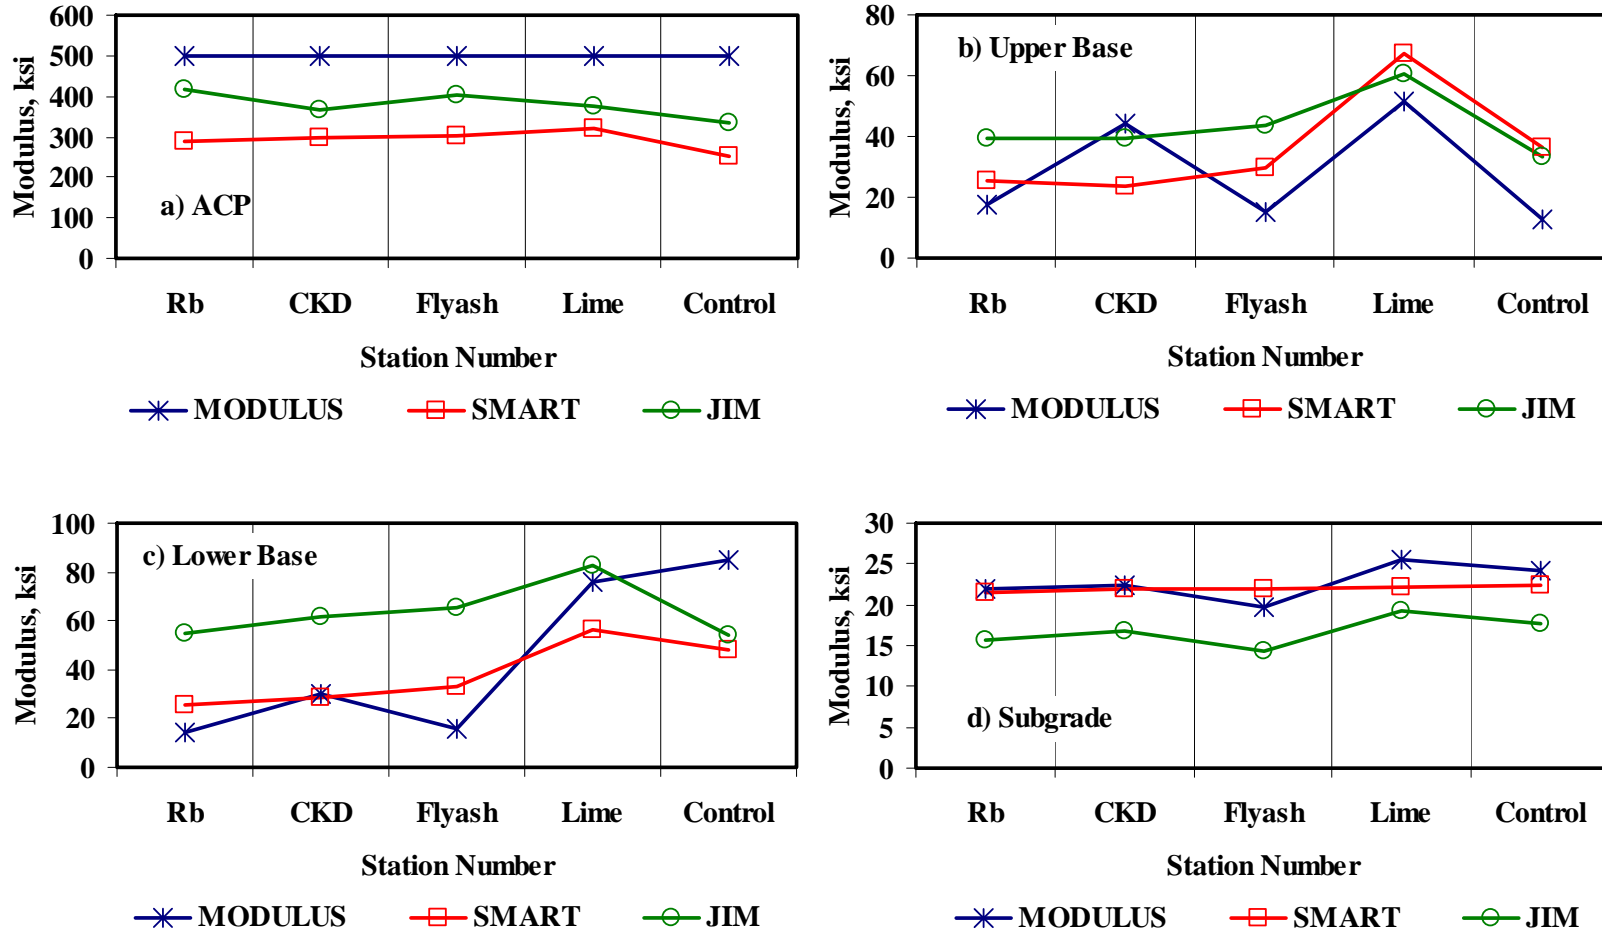 600
500
400
300
200
100
0
Modulus, ksi
a) ACP
Rb CKD Flyash Lime Control
Station Number
MODULUS SMART JIM
80
60
40
20
0
Modulus, ksi
b) Upper Base
Rb CKD Flyash Lime Control
Station Number
MODULUS SMART JIM
100
80
60
40
20
0
Modulus, ksi
c) Lower Base
Rb CKD Flyash Lime Control
Station Number
MODULUS SMART JIM
30
25
20
15
10
5
0
Modulus, ksi
d) Subgrade
Rb CKD Flyash Lime Control
Station Number
MODULUS SMART JIM